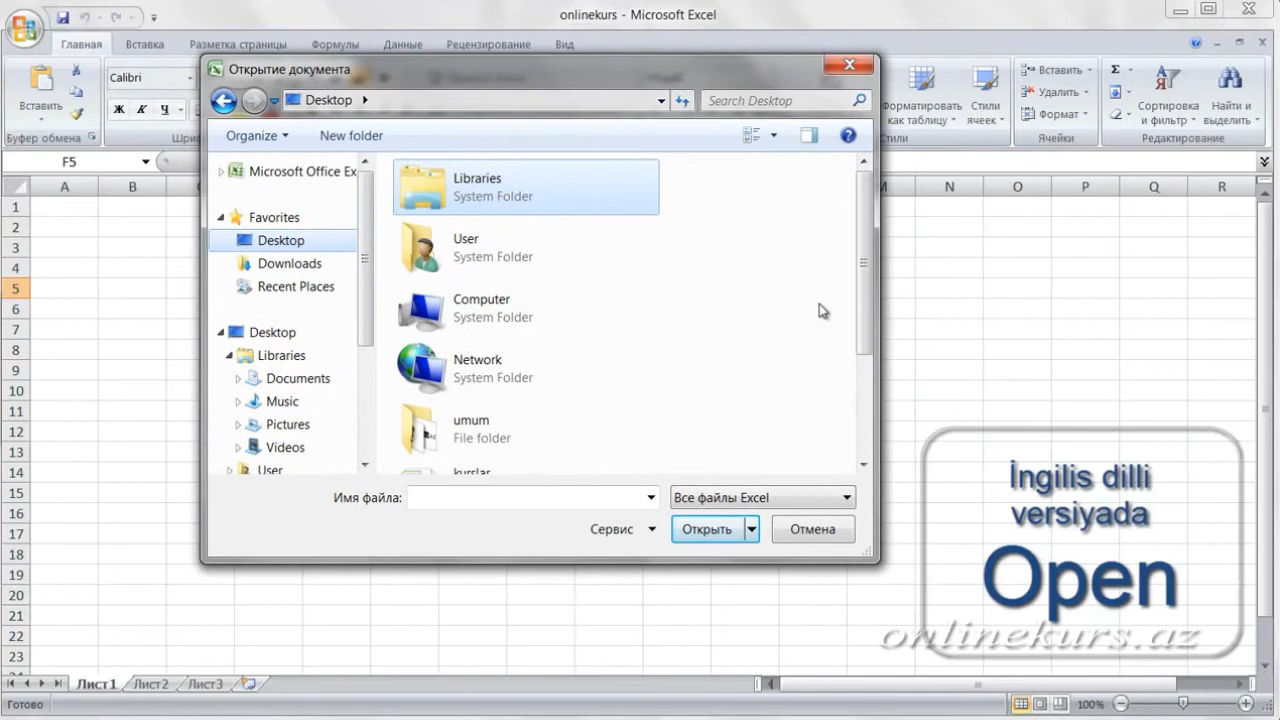 onlinekurs - Microsoft Excel
Главная Вставка Разметка страницы Формулы Данные Рецензирование Вид
Вставить
Буфер обмена
Calibri
Ж К Ч
Шриф
Форматировать как таблицу
Стили ячеек
Стили
Вставить
Удалить
Формат
Ячейки
Σ
Сортировка и фильтр
Найти и выделить
Редактирование
Открытие документа
Desktop
Search Desktop
Organize New folder
F5
A B M N O P Q R
1
2
3
4
5
6
7
8
9
10
11
12
13
14
15
16
17
18
19
20
21
22
23
Microsoft Office Ex
Favorites
Desktop
Downloads
Recent Places
Desktop
Libraries
Documents
Music
Pictures
Videos
User
Libraries
System Folder
User
System Folder
Computer
System Folder
Network
System Folder
umum
File folder
kurslar
Имя файла:
Все файлы Excel
Сервис Открыть Отмена
İngilis dilli
versiyada
Open
onlinekurs.az
Лист1 Лист2 Лист3
Готово
100%